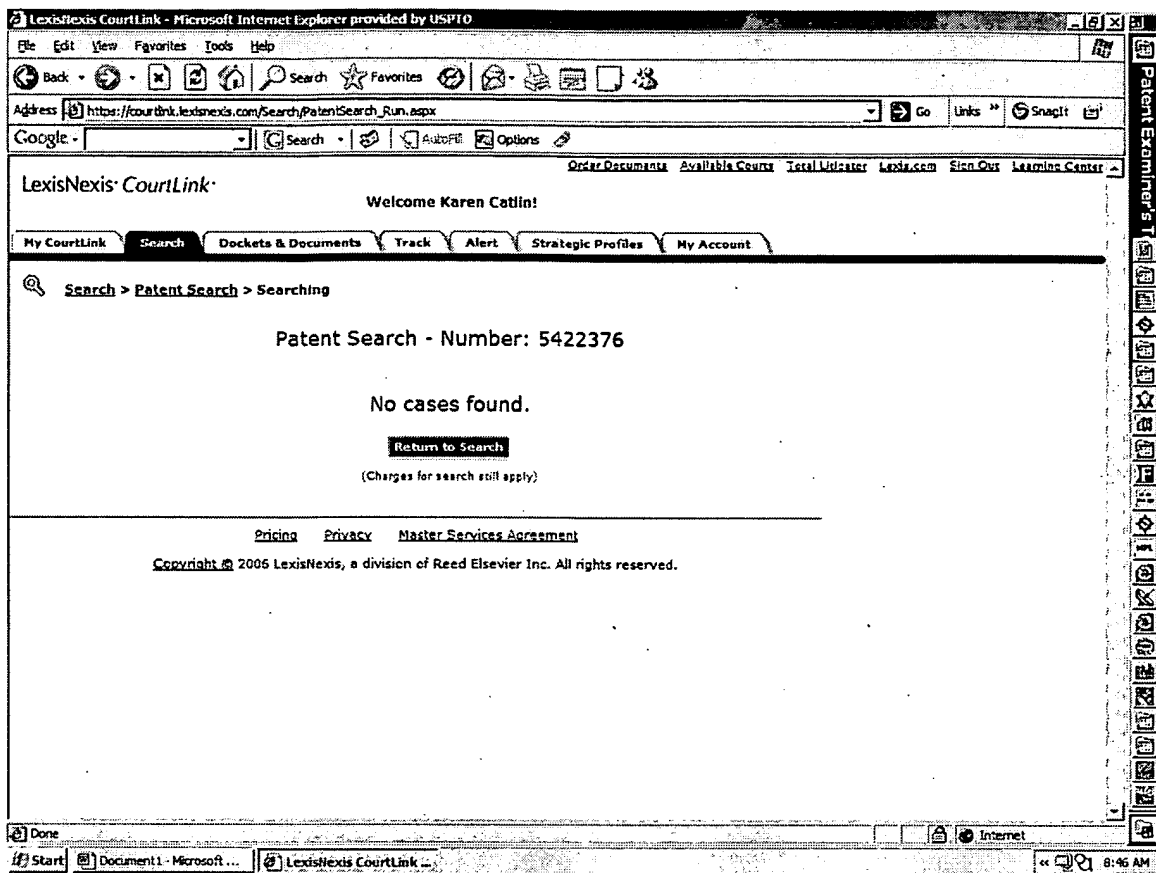 LexisNexis CourtLink - Microsoft Internet Explorer provided by USPTO
File Edit View Favorites Tools Help
Back Search Favorites
Address https://courtlink.lexisnexis.com/Search/PatentSearch_Run.aspx Go Links » SnagIt
Google - Search AutoFill Options
Order Documents Available Courts Total Litigator Lexis.com Sign Out Learning Center
LexisNexis· CourtLink·
Welcome Karen Catlin!
My CourtLink Search Dockets & Documents Track Alert Strategic Profiles My Account
Search > Patent Search > Searching
Patent Search - Number: 5422376
No cases found.
Return to Search
(Charges for search still apply)
Pricing Privacy Master Services Agreement
Copyright © 2006 LexisNexis, a division of Reed Elsevier Inc. All rights reserved.
Done Internet
Start Document1 - Microsoft ... LexisNexis CourtLink ... « 8:46 AM
Patent Examiner's T